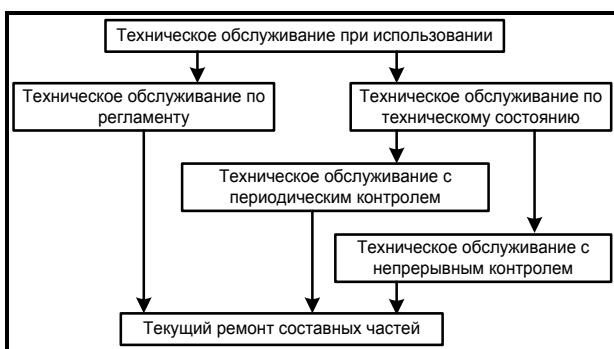 Техническое обслуживание при использовании
Техническое обслуживание по
регламенту
Техническое обслуживание по
техническому состоянию
Техническое обслуживание с
периодическим контролем
Техническое обслуживание с
непрерывным контролем
Текущий ремонт составных частей